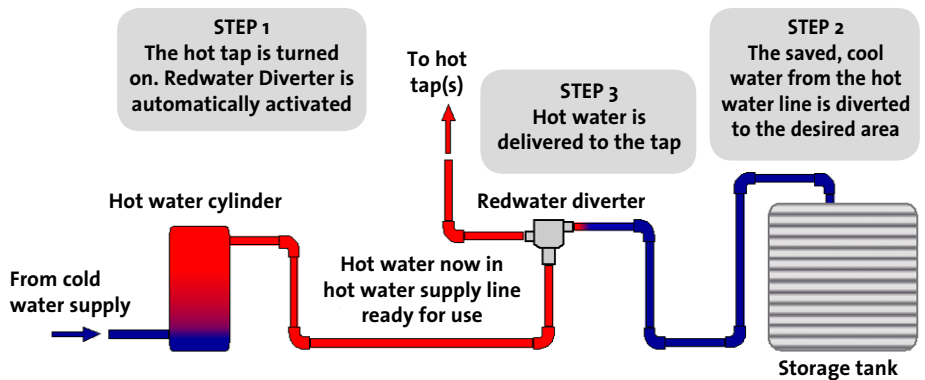 STEP 1
The hot tap is turned
on. Redwater Diverter is
automatically activated
To hot
tap(s)
STEP 3
Hot water is
delivered to the tap
STEP 2
The saved, cool
water from the hot
water line is diverted
to the desired area
Hot water cylinder
Redwater diverter
From cold
water supply
Hot water now in
hot water supply line
ready for use
Storage tank